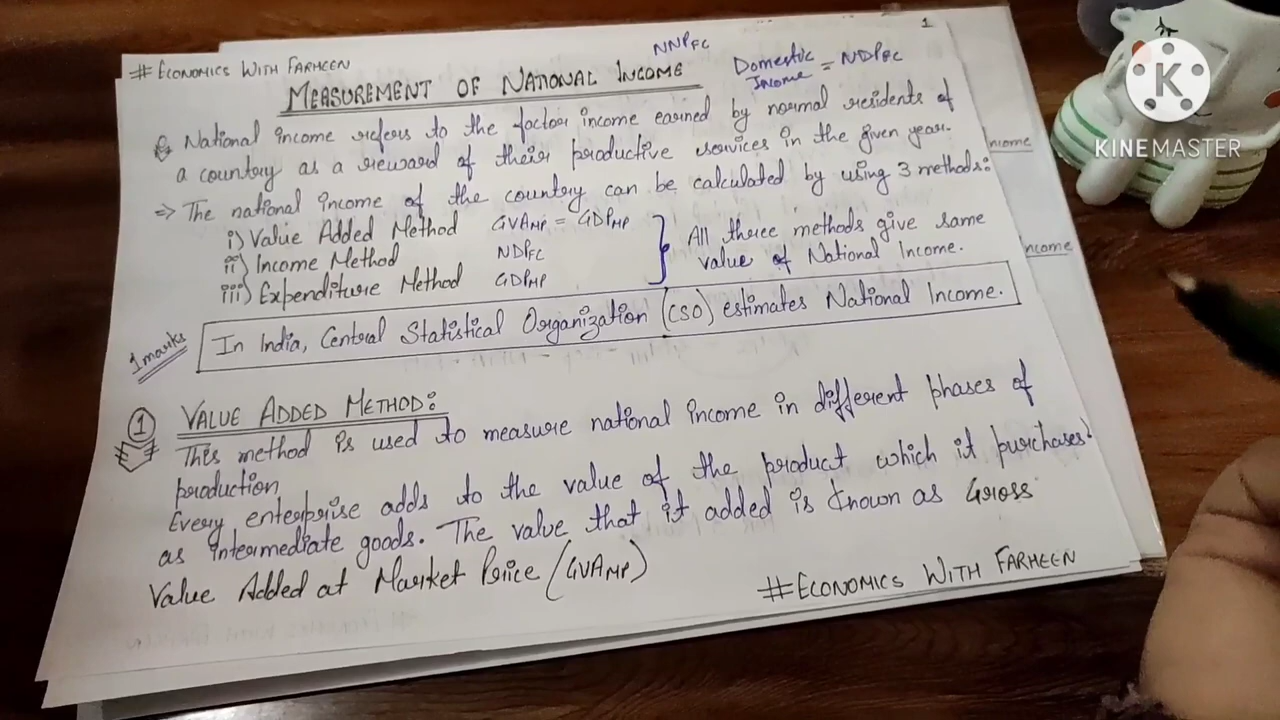 1
# ECONOMICS WITH FARHEEN
NNPFC
MEASUREMENT OF NATIONAL INCOME
Domestic Income = NDPFC
National income refers to the factor income earned by normal residents of
a country as a reward of their productive services in the given year.
=> The national income of the country can be calculated by using 3 methods:
i) Value Added Method GVAMP = GDPMP
ii) Income Method NDPFC
iii) Expenditure Method GDPMP
All three methods give same
value of National Income.
1marks
In India, Central Statistical Organization (CSO) estimates National Income.
1 VALUE ADDED METHOD:
This method is used to measure national income in different phases of
production
Every enterprise adds to the value of the product which it purchases
as intermediate goods. The value that it added is known as Gross
Value Added at Market Price (GVAMP)
#ECONOMICS WITH FARHEEN
ncome
ncome
K
KINEMASTER